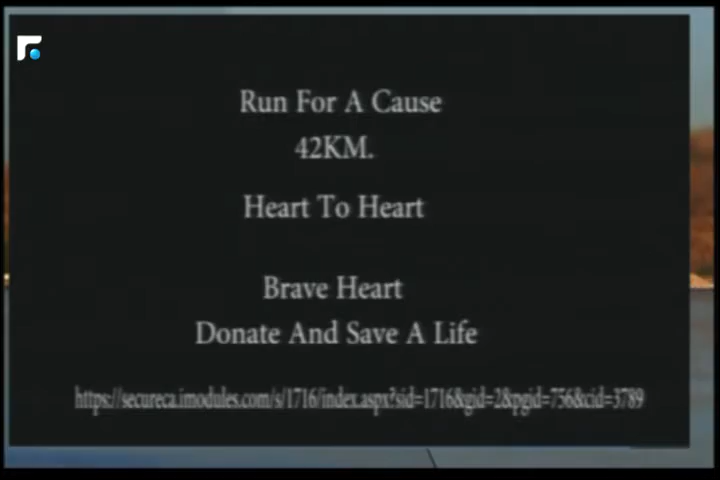 Run For A Cause
42KM.
Heart To Heart
Brave Heart
Donate And Save A Life
https://secureca.imodules.com/s/1716/index.aspx?sid=1716&gid=2&pgid=756&cid=3789